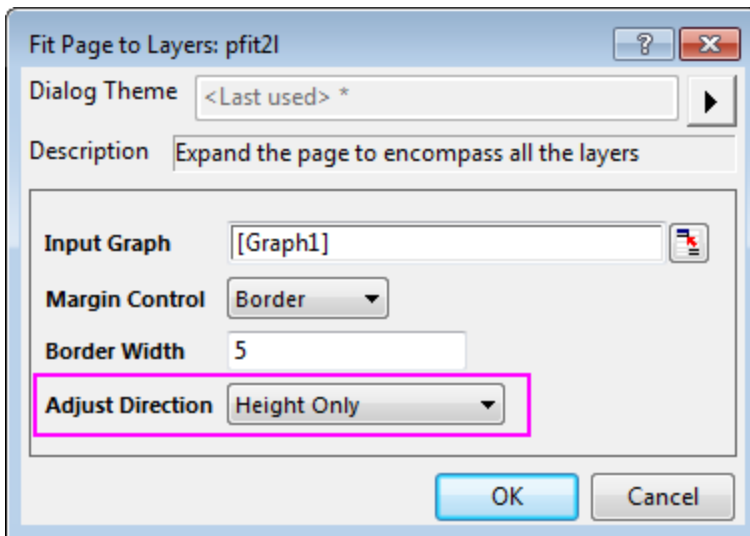 Fit Page to Layers: pfit2l
?
Dialog Theme <Last used> *
Description Expand the page to encompass all the layers
Input Graph [Graph1]
Margin Control Border
Border Width 5
Adjust Direction Height Only
OK Cancel